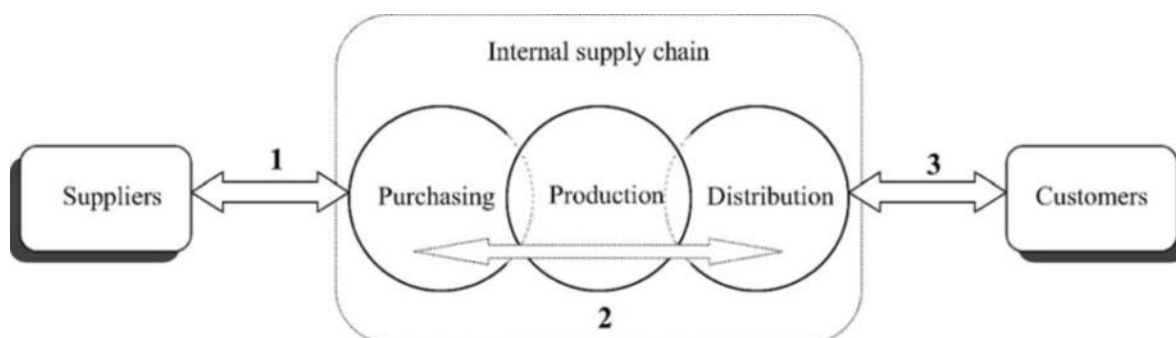 Internal supply chain
1
3
Suppliers
Purchasing
Production
Distribution
Customers
2